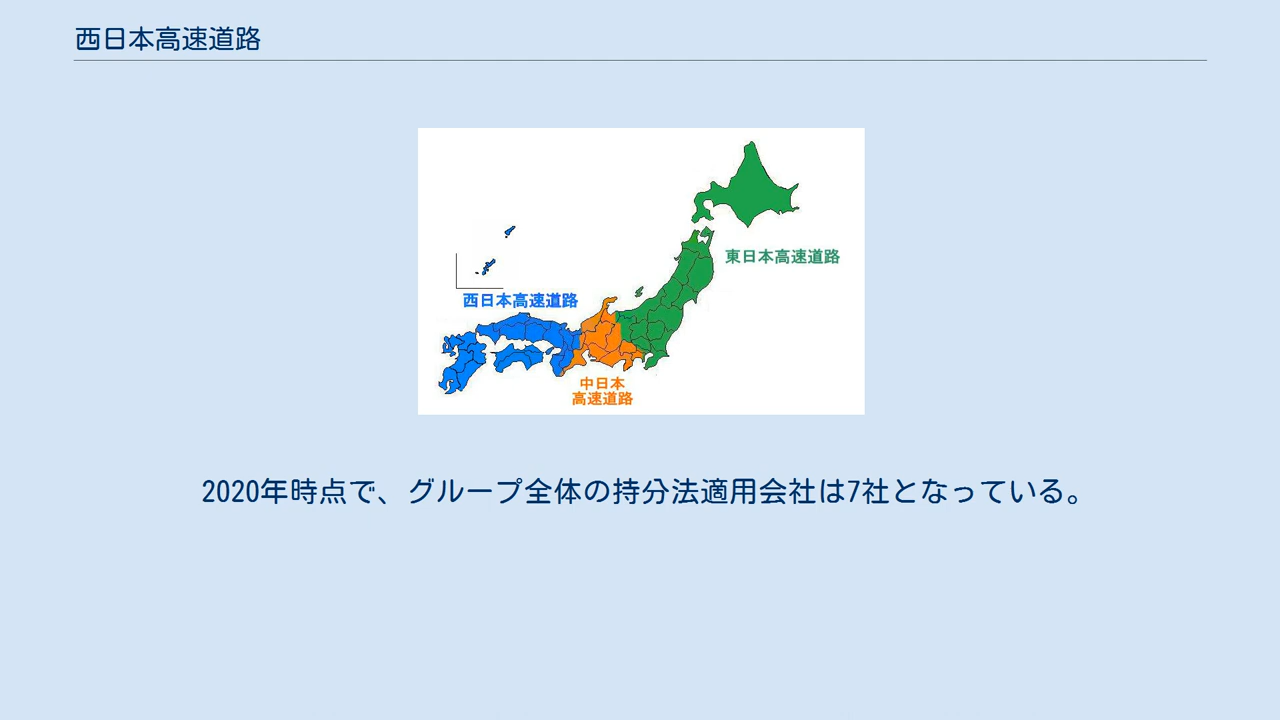 西日本高速道路
東日本高速道路
西日本高速道路
中日本
高速道路
2020年時点で、グループ全体の持分法適用会社は7社となっている。